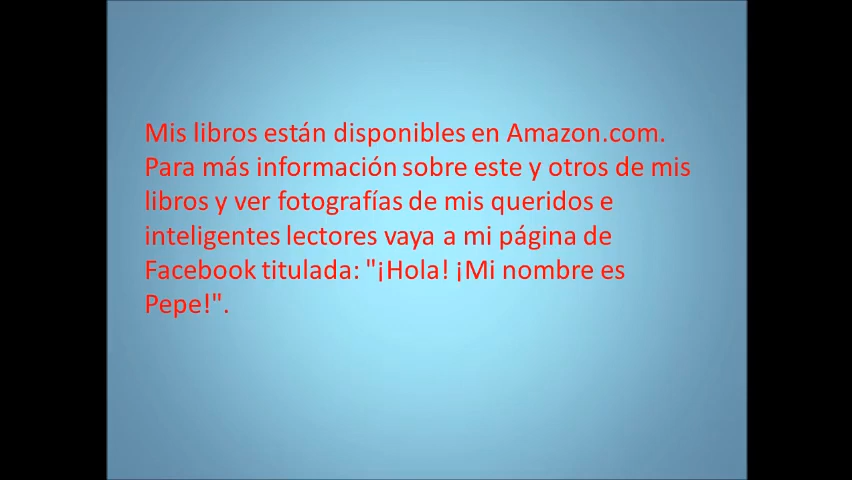 Mis libros están disponibles en Amazon.com.
Para más información sobre este y otros de mis
libros y ver fotografías de mis queridos e
inteligentes lectores vaya a mi página de
Facebook titulada: "¡Hola! ¡Mi nombre es
Pepe!".